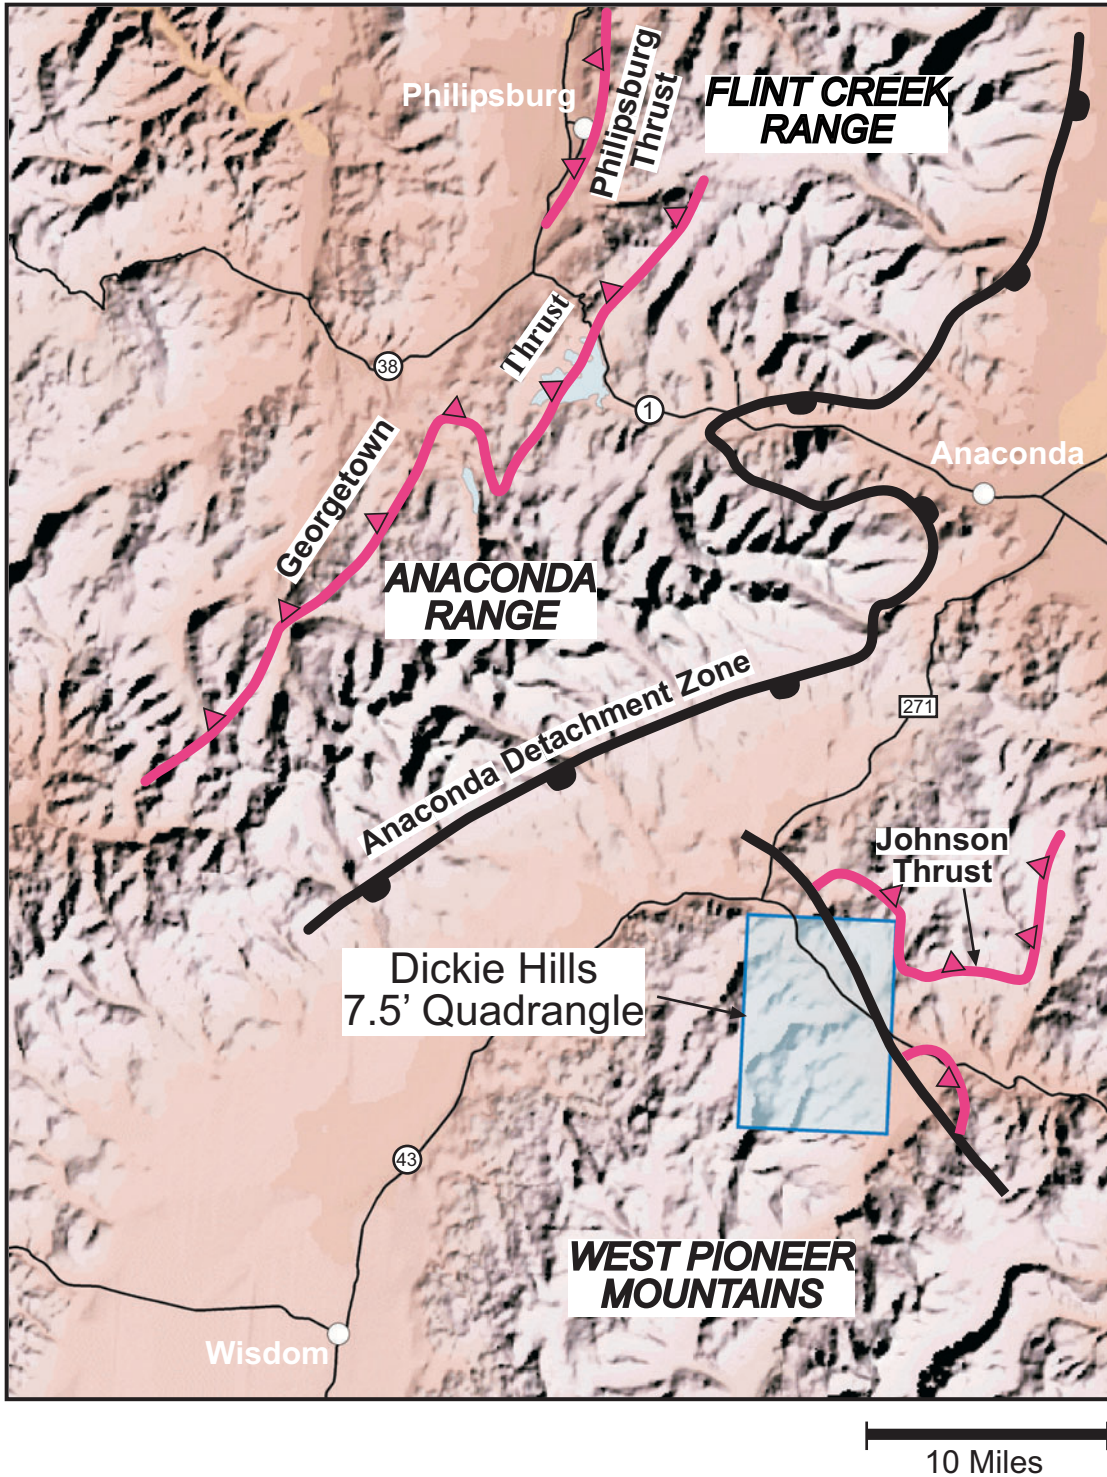 Philipsburg
Philipsburg
Thrust
FLINT CREEK
RANGE
Thrust
38
1
Georgetown
Anaconda
ANACONDA
RANGE
Anaconda Detachment Zone
271
Johnson
Thrust
Dickie Hills
7.5’ Quadrangle
43
WEST PIONEER
MOUNTAINS
Wisdom
10 Miles